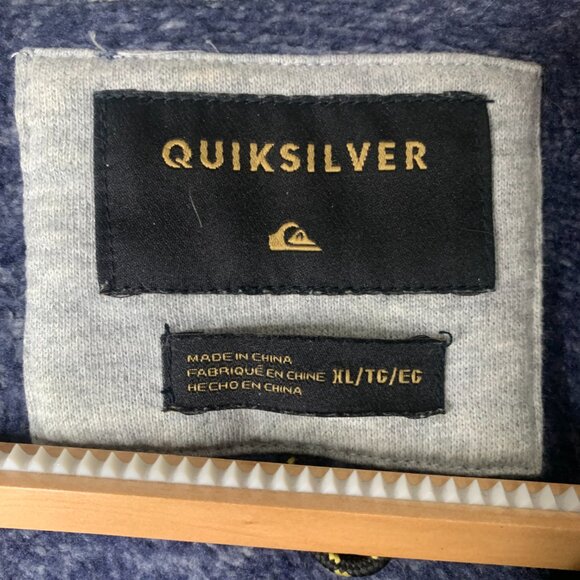 QUIKSILVER
MADE IN CHINA
FABRIQUÉ EN CHINE XL/TG/EG
HECHO EN CHINA